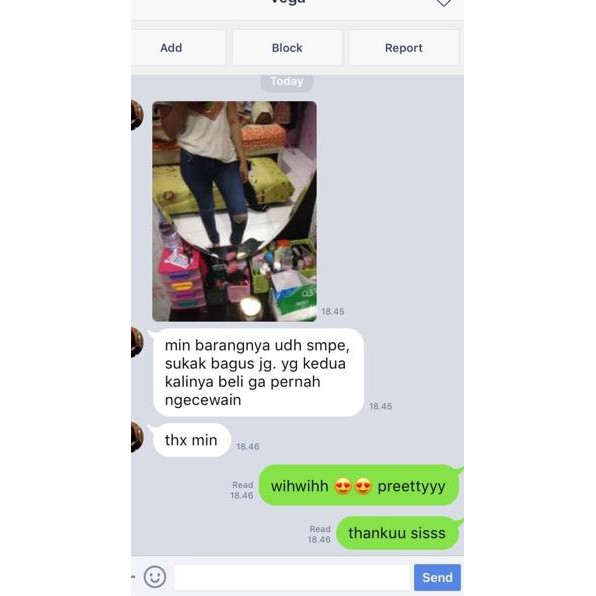 Add
Block
Report
Today
18.45
min barangnya udh smpe,
sukak bagus jg. yg kedua
kalinya beli ga pernah
ngecewain
18.45
thx min
18.46
Read
18.46
wihwihh 😍😍 preettyyy
Read
18.46
thankuu sisss
Send